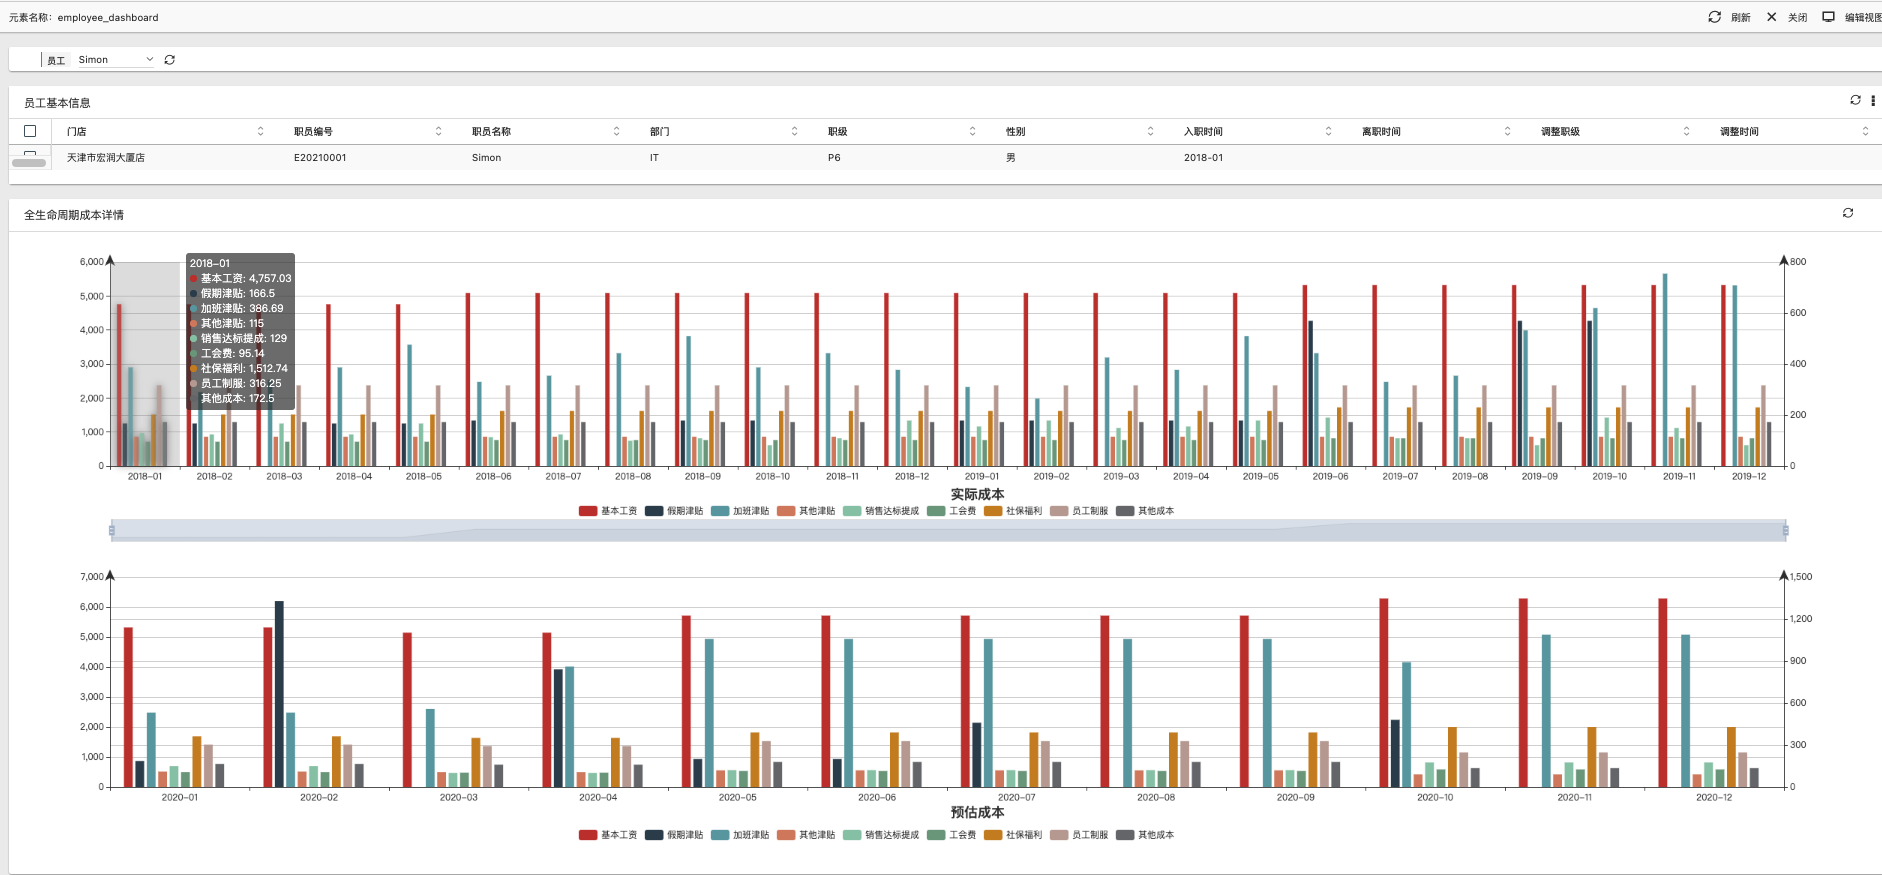 元素名称: employee_dashboard
刷新 关闭 编辑视图
员工 Simon
员工基本信息
门店 职员编号 职员名称 部门 职级 性别 入职时间 离职时间 调整职级 调整时间
天津市宏润大厦店 E20210001 Simon IT P6 男 2018-01
全生命周期成本详情
6,000 800
5,000
4,000 600
3,000 400
2,000
1,000 200
0 0
2018-01
基本工资: 4,757.03
假期津贴: 166.5
加班津贴: 386.69
其他津贴: 115
销售达标提成: 129
工会费: 95.14
社保福利: 1,512.74
员工制服: 316.25
其他成本: 172.5
2018-01 2018-02 2018-03 2018-04 2018-05 2018-06 2018-07 2018-08 2018-09 2018-10 2018-11 2018-12 2019-01 2019-02 2019-03 2019-04 2019-05 2019-06 2019-07 2019-08 2019-09 2019-10 2019-11 2019-12
实际成本
基本工资 假期津贴 加班津贴 其他津贴 销售达标提成 工会费 社保福利 员工制服 其他成本
7,000 1,500
6,000 1,200
5,000
4,000 900
3,000 600
2,000
1,000 300
0 0
2020-01 2020-02 2020-03 2020-04 2020-05 2020-06 2020-07 2020-08 2020-09 2020-10 2020-11 2020-12
预估成本
基本工资 假期津贴 加班津贴 其他津贴 销售达标提成 工会费 社保福利 员工制服 其他成本